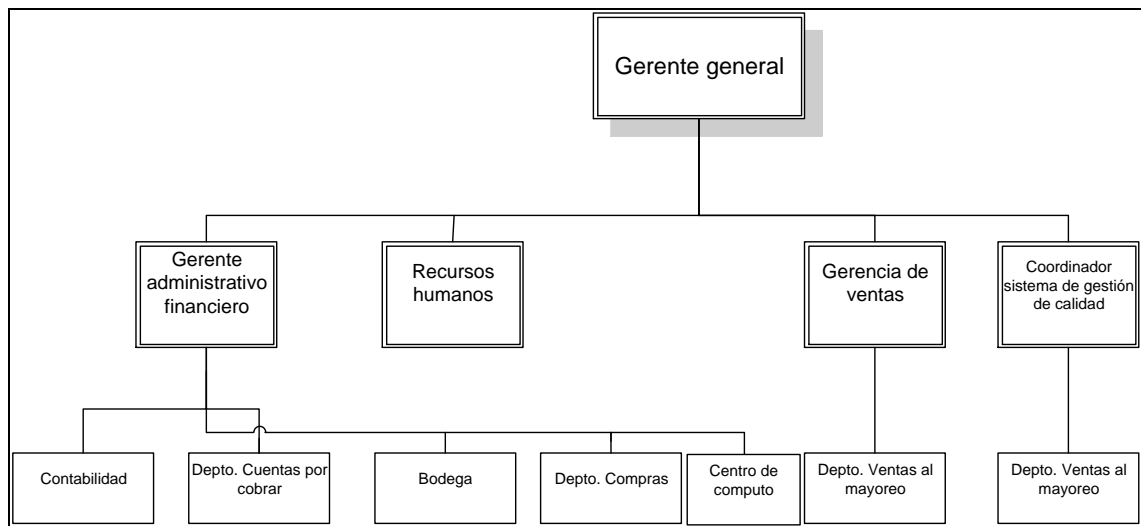 Gerente general
Gerente
administrativo
financiero
Recursos
humanos
Gerencia de
ventas
Coordinador
sistema de gestión
de calidad
Contabilidad
Depto. Cuentas por
cobrar
Bodega
Depto. Compras
Centro de
computo
Depto. Ventas al
mayoreo
Depto. Ventas al
mayoreo